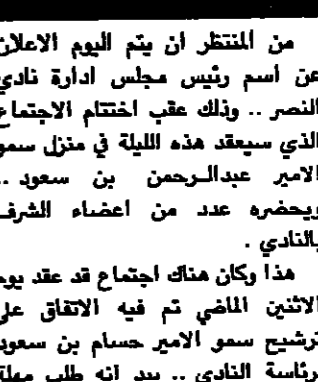 من المنتظر ان يتم اليوم الاعلان
عن اسم رئيس مجلس ادارة نادي
النصر .. وذلك عقب اختتام الاجتماع
الذي سيعقد هذه الليلة في منزل سمو
الامير عبدالرحمن بن سعود ..
ويحضره عدد من اعضاء الشرف
بالنادي .
هذا وكان هناك اجتماع قد عقد يوم
الاثنين الماضي تم فيه الاتفاق على
ترشيح سمو الامير حسام بن سعود
لرئاسة النادي .. بيد انه طلب مهلة